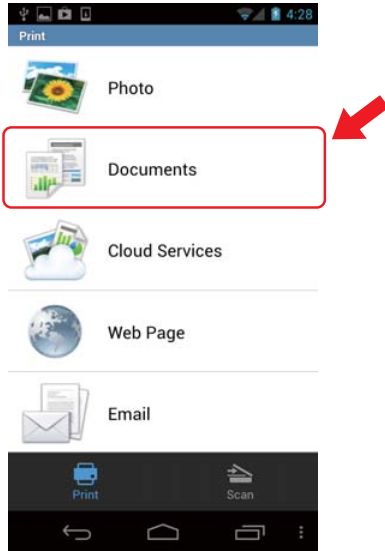 4:28
Print
Photo
Documents
Cloud Services
Web Page
Email
Print
Scan